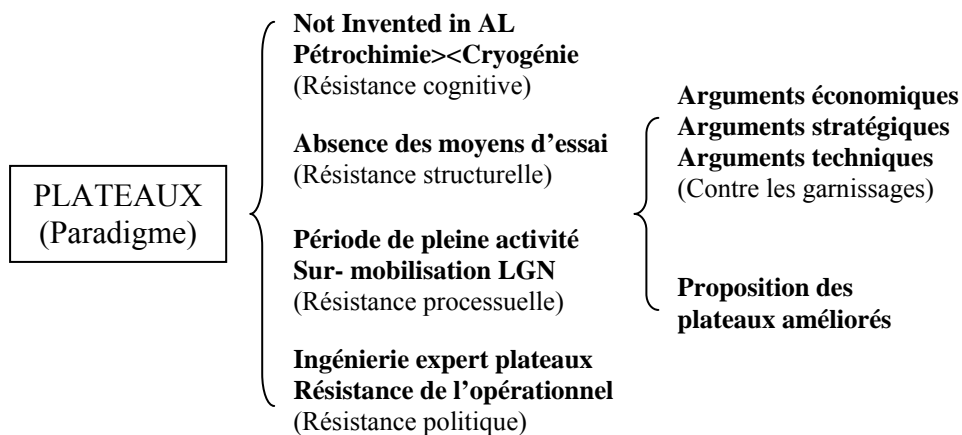 PLATEAUX
(Paradigme)
Not Invented in AL
Pétrochimie><Cryogénie
(Résistance cognitive)
Absence des moyens d’essai
(Résistance structurelle)
Période de pleine activité
Sur- mobilisation LGN
(Résistance processuelle)
Ingénierie expert plateaux
Résistance de l’opérationnel
(Résistance politique)
Arguments économiques
Arguments stratégiques
Arguments techniques
(Contre les garnissages)
Proposition des
plateaux améliorés